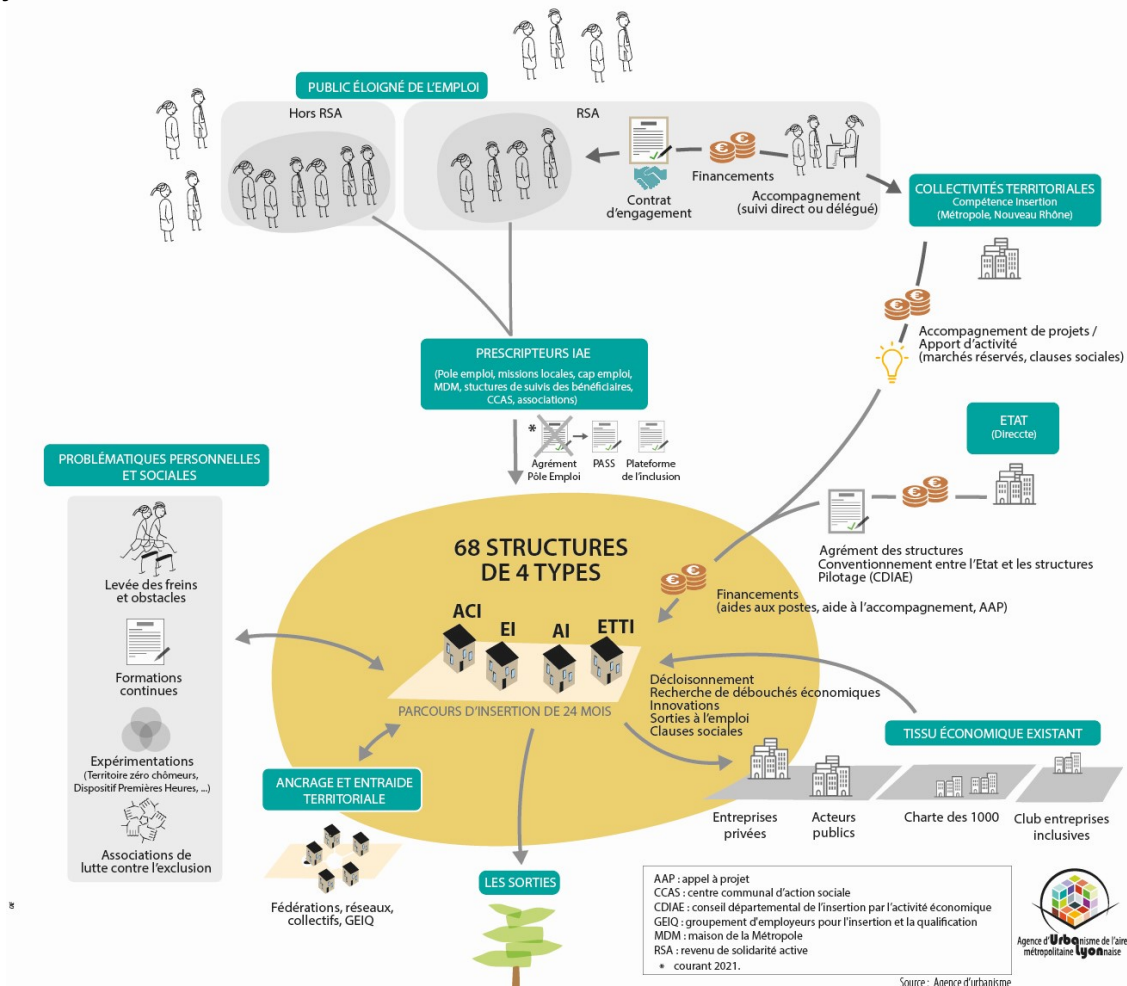 PUBLIC ÉLOIGNÉ DE L'EMPLOI
Hors RSA
RSA
Contrat
d'engagement
Financements
Accompagnement
(suivi direct ou délégué)
COLLECTIVITÉS TERRITORIALES
Compétence Insertion
(Métropole, Nouveau Rhône)
Accompagnement de projets /
Apport d'activité
(marchés réservés, clauses sociales)
PRESCRIPTEURS IAE
(Pole emploi, missions locales, cap emploi,
MDM, stuctures de suivis des bénéficiaires,
CCAS, associations)
*
Agrément
Pôle Emploi
PASS
Plateforme
de l'inclusion
ETAT
(Direccte)
Agrément des structures
Conventionnement entre l'Etat et les structures
Pilotage (CDIAE)
Financements
(aides aux postes, aide à l'accompagnement, AAP)
PROBLÉMATIQUES PERSONNELLES
ET SOCIALES
Levée des freins
et obstacles
Formations
continues
Expérimentations
(Territoire zéro chômeurs,
Dispositif Premières Heures, ...)
Associations de
lutte contre l'exclusion
68 STRUCTURES
DE 4 TYPES
ACI
EI
AI
ETTI
PARCOURS D'INSERTION DE 24 MOIS
Décloisonnement
Recherche de débouchés économiques
Innovations
Sorties à l'emploi
Clauses sociales
TISSU ÉCONOMIQUE EXISTANT
Entreprises
privées
Acteurs
publics
Charte des 1000
Club entreprises
inclusives
ANCRAGE ET ENTRAIDE
TERRITORIALE
Fédérations, réseaux,
collectifs, GEIQ
LES SORTIES
AAP : appel à projet
CCAS : centre communal d'action sociale
CDIAE : conseil départemental de l'insertion par l'activité économique
GEIQ : groupement d'employeurs pour l'insertion et la qualification
MDM : maison de la Métropole
RSA : revenu de solidarité active
* courant 2021.
Agence d'Urbanisme de l'aire
métropolitaine Lyonnaise
Source : Agence d'urbanisme